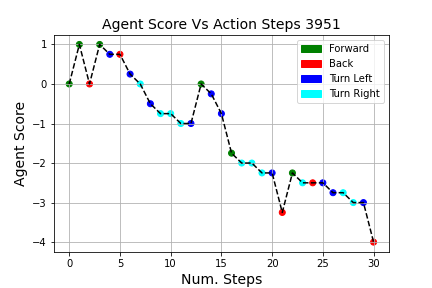 Agent Score Vs Action Steps 3951
Forward
Back
Turn Left
Turn Right
Agent Score
1
0
−1
−2
−3
−4
0
5
10
15
20
25
30
Num. Steps